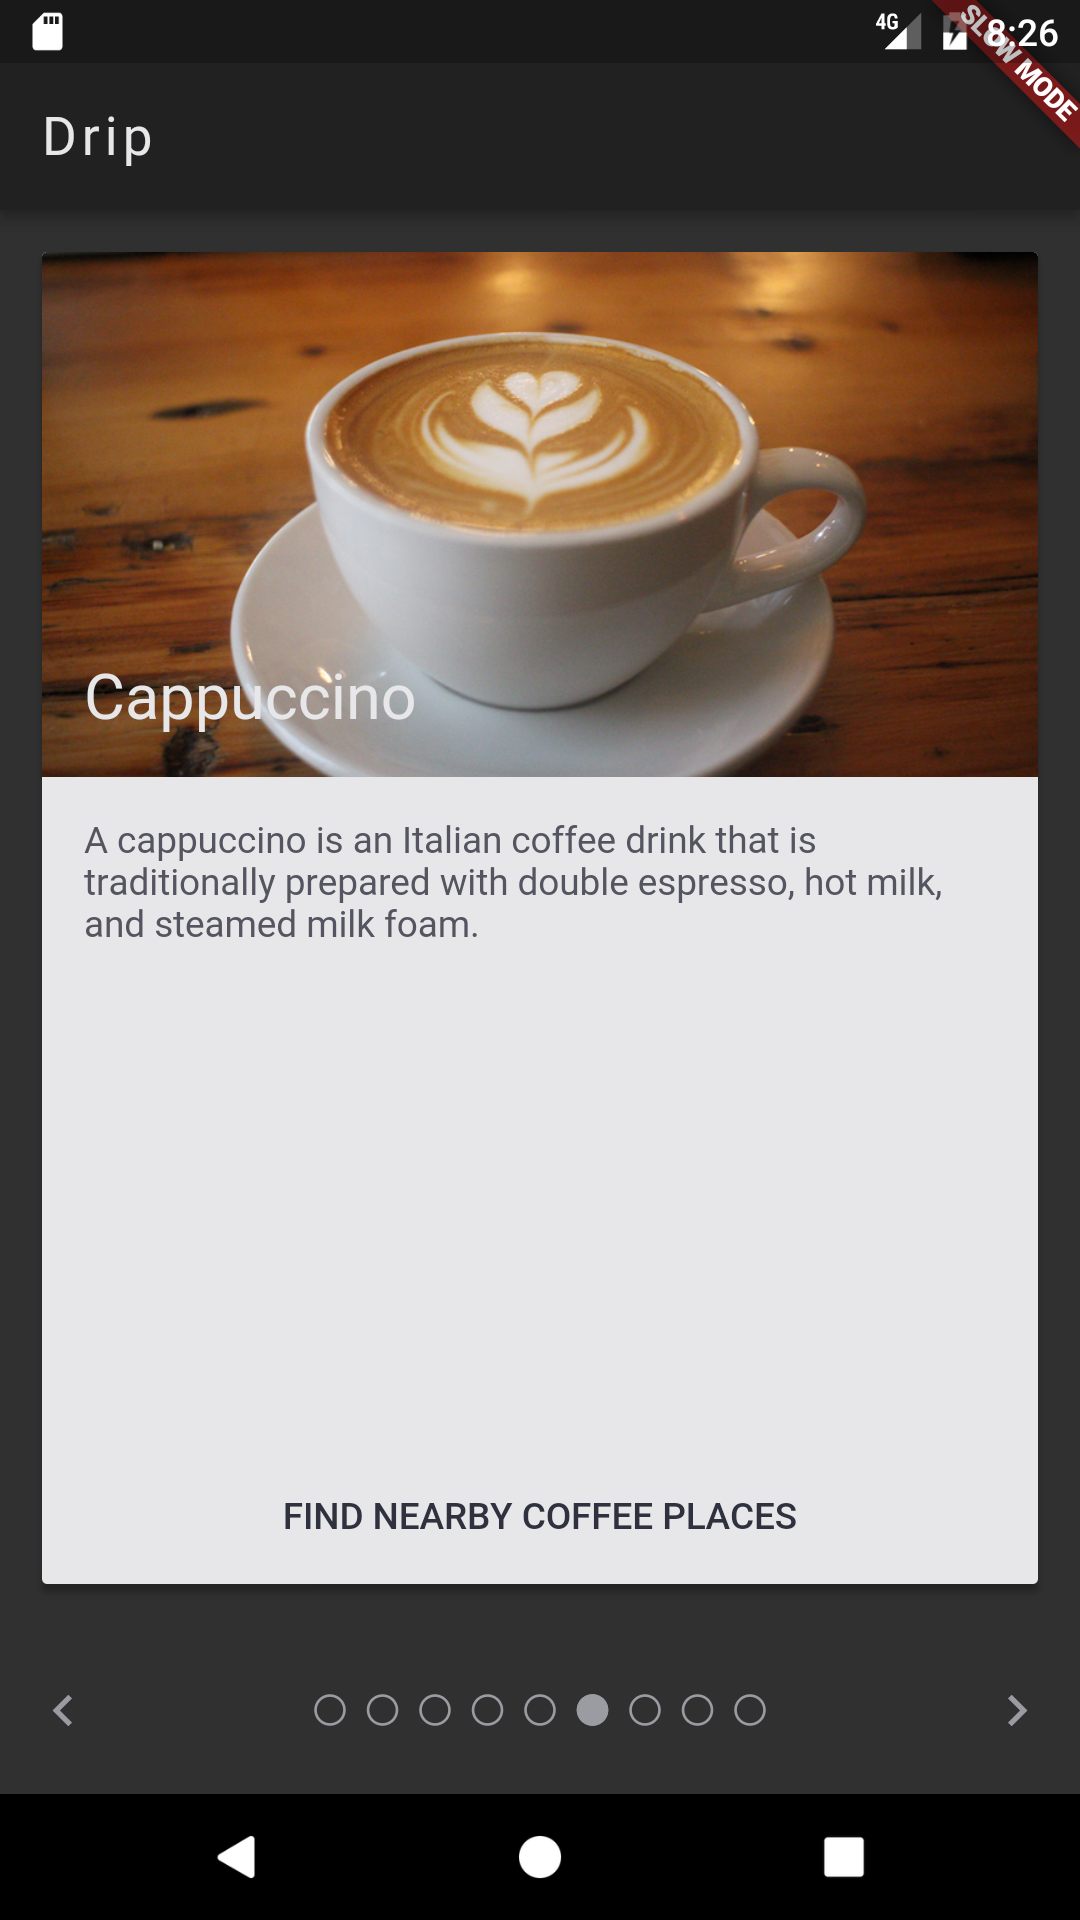 4G 8:26
SLOW MODE
Drip
Cappuccino
A cappuccino is an Italian coffee drink that is
traditionally prepared with double espresso, hot milk,
and steamed milk foam.
FIND NEARBY COFFEE PLACES